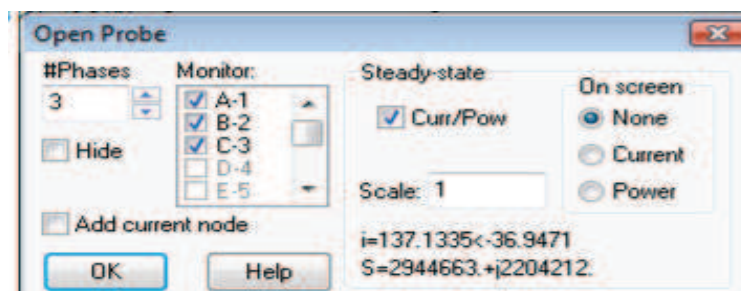 Open Probe
#Phases
3
Hide
Monitor:
A-1
B-2
C-3
D-4
E-5
Add current node
OK
Help
Steady-state
Curr/Pow
On screen
None
Current
Power
Scale: 1
i=137.1335<-36.9471
S=2944663.+j2204212.